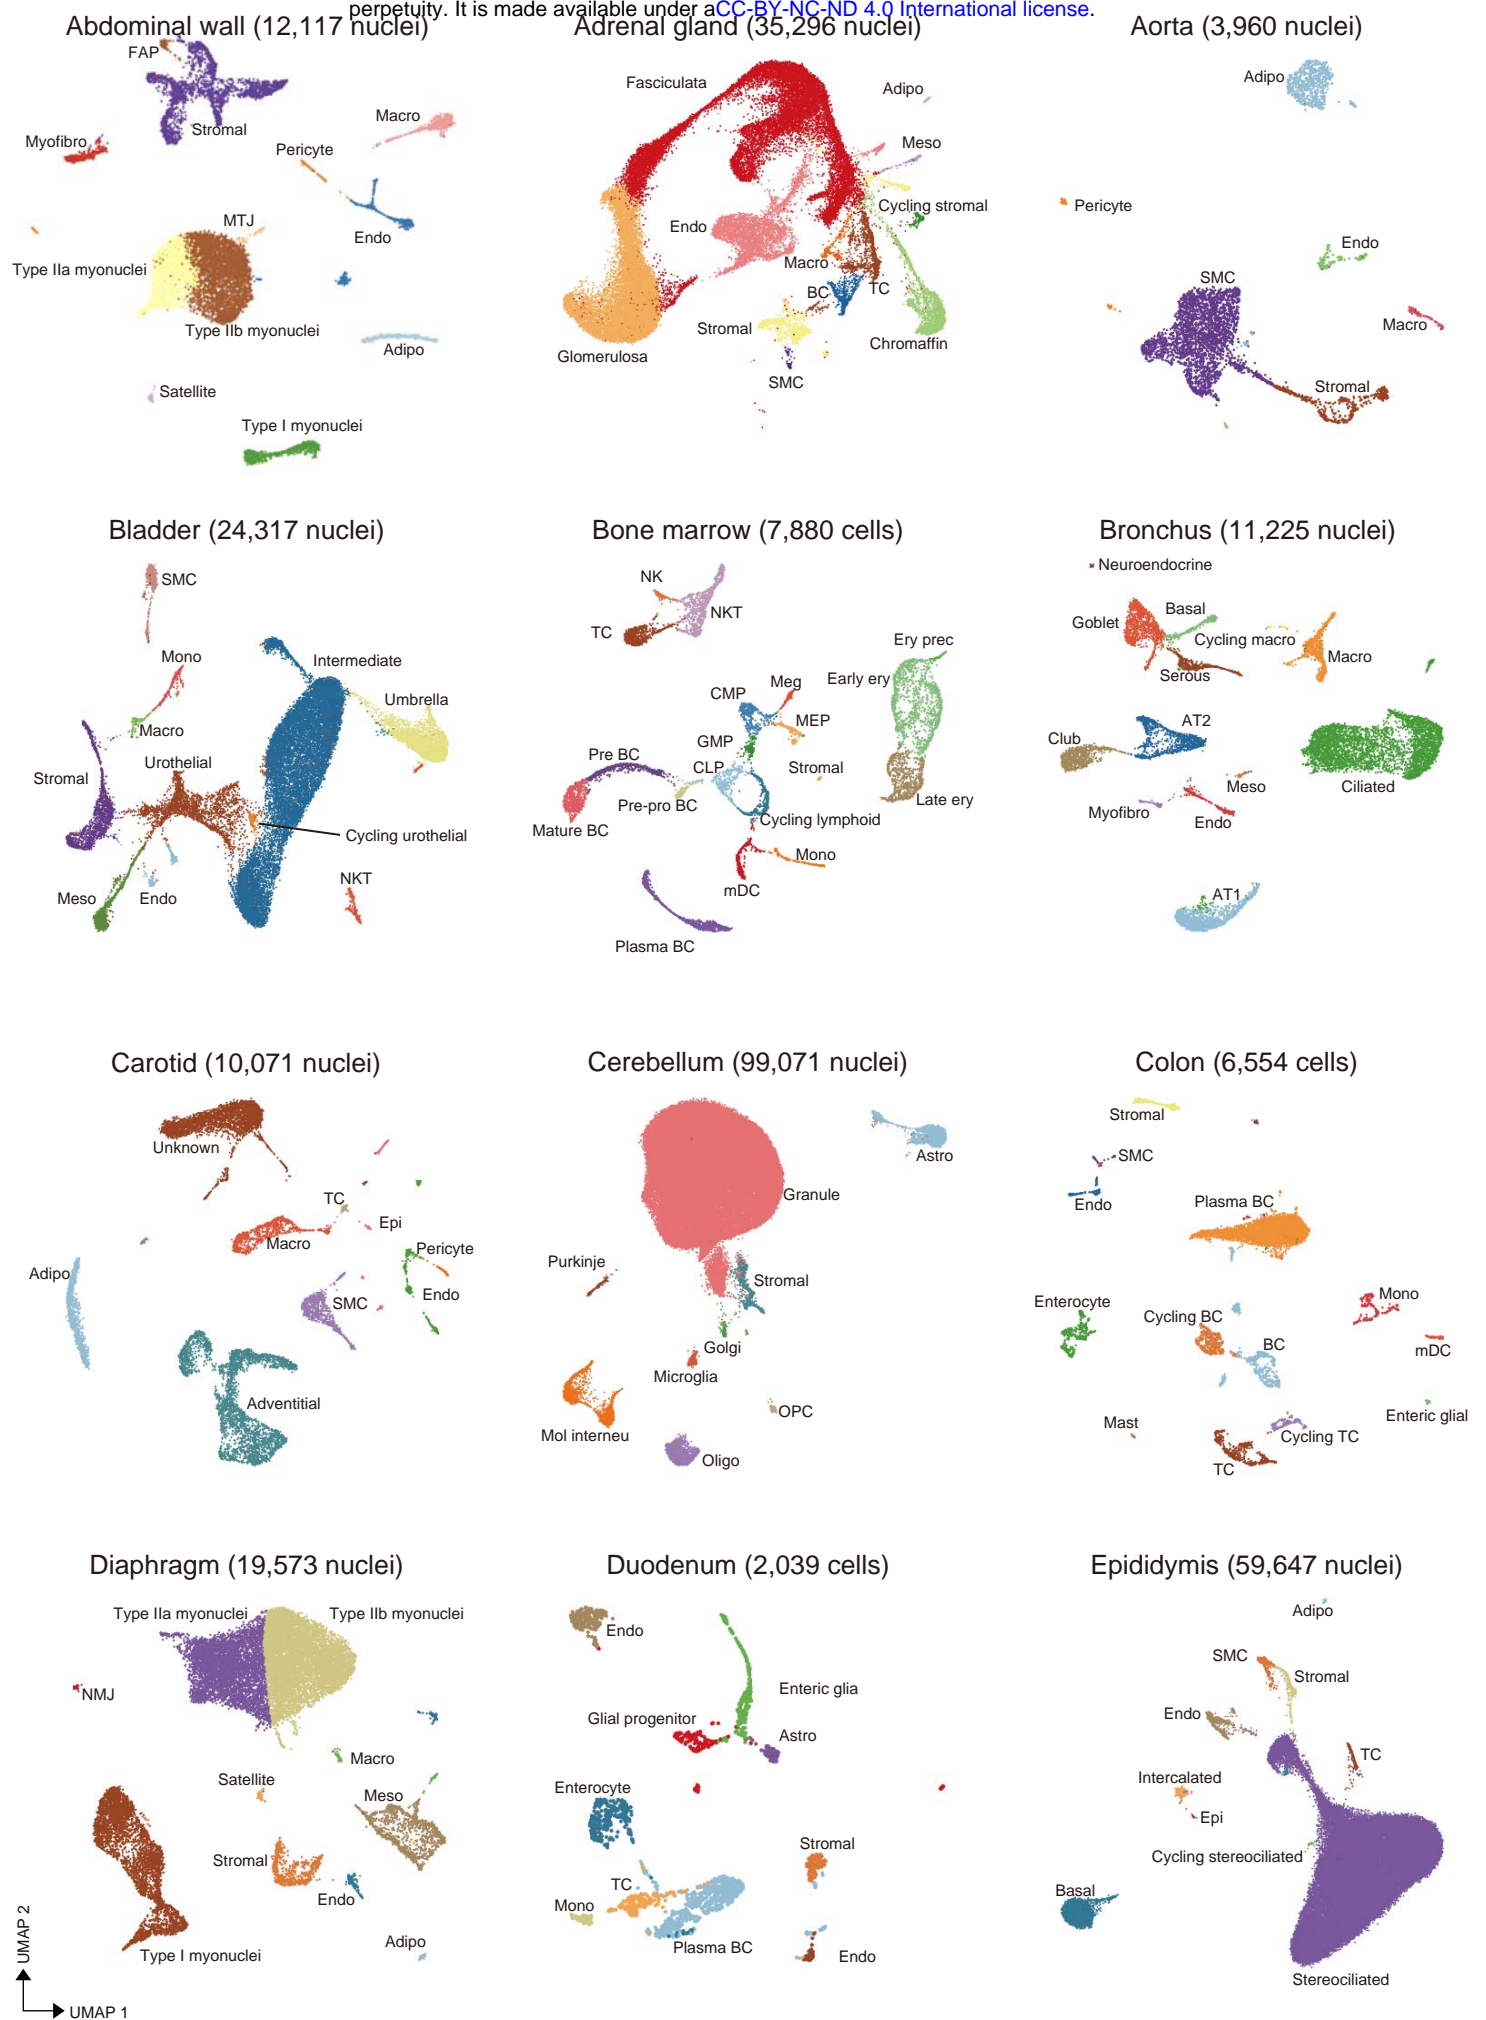 perpetuity. It is made available under aCC-BY-NC-ND 4.0 International license.
Abdominal wall (12,117 nuclei)
FAP
Stromal
Macro
Myofibro
Pericyte
MTJ
Endo
Type IIa myonuclei
Type IIb myonuclei
Adipo
Satellite
Type I myonuclei
Adrenal gland (35,296 nuclei)
Fasciculata
Adipo
Meso
Cycling stromal
Endo
Macro
BC
TC
Stromal
Chromaffin
Glomerulosa
SMC
Aorta (3,960 nuclei)
Adipo
Pericyte
Endo
SMC
Macro
Stromal
Bladder (24,317 nuclei)
SMC
Mono
Intermediate
Umbrella
Macro
Urothelial
Stromal
Cycling urothelial
NKT
Meso
Endo
Bone marrow (7,880 cells)
NK
NKT
TC
Ery prec
Early ery
CMP
Meg
MEP
GMP
Pre BC
CLP
Stromal
Pre-pro BC
Late ery
Mature BC
Cycling lymphoid
Mono
mDC
Plasma BC
Bronchus (11,225 nuclei)
Neuroendocrine
Goblet
Basal
Cycling macro
Macro
Serous
AT2
Club
Meso
Ciliated
Myofibro
Endo
AT1
Carotid (10,071 nuclei)
Unknown
TC
Epi
Macro
Pericyte
Adipo
SMC
Endo
Adventitial
Cerebellum (99,071 nuclei)
Astro
Granule
Purkinje
Stromal
Golgi
Microglia
OPC
Mol interneu
Oligo
Colon (6,554 cells)
Stromal
SMC
Endo
Plasma BC
Enterocyte
Cycling BC
Mono
BC
mDC
Mast
Enteric glial
Cycling TC
TC
Diaphragm (19,573 nuclei)
Type IIa myonuclei
Type IIb myonuclei
NMJ
Macro
Satellite
Meso
Stromal
Endo
Adipo
Type I myonuclei
Duodenum (2,039 cells)
Endo
Enteric glia
Glial progenitor
Astro
Enterocyte
Stromal
TC
Mono
Plasma BC
Endo
Epididymis (59,647 nuclei)
Adipo
SMC
Stromal
Endo
TC
Intercalated
Epi
Cycling stereociliated
Basal
Stereociliated
UMAP 2
UMAP 1